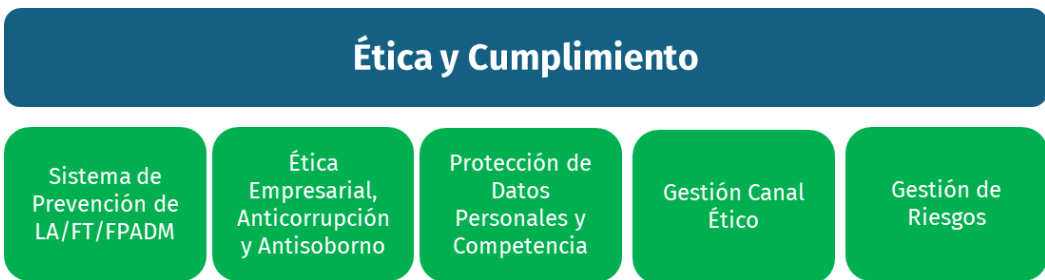 Ética y Cumplimiento
Sistema de
Prevención de
LA/FT/FPADM
Ética
Empresarial,
Anticorrupción
y Antisoborno
Protección de
Datos
Personales y
Competencia
Gestión Canal
Ético
Gestión de
Riesgos